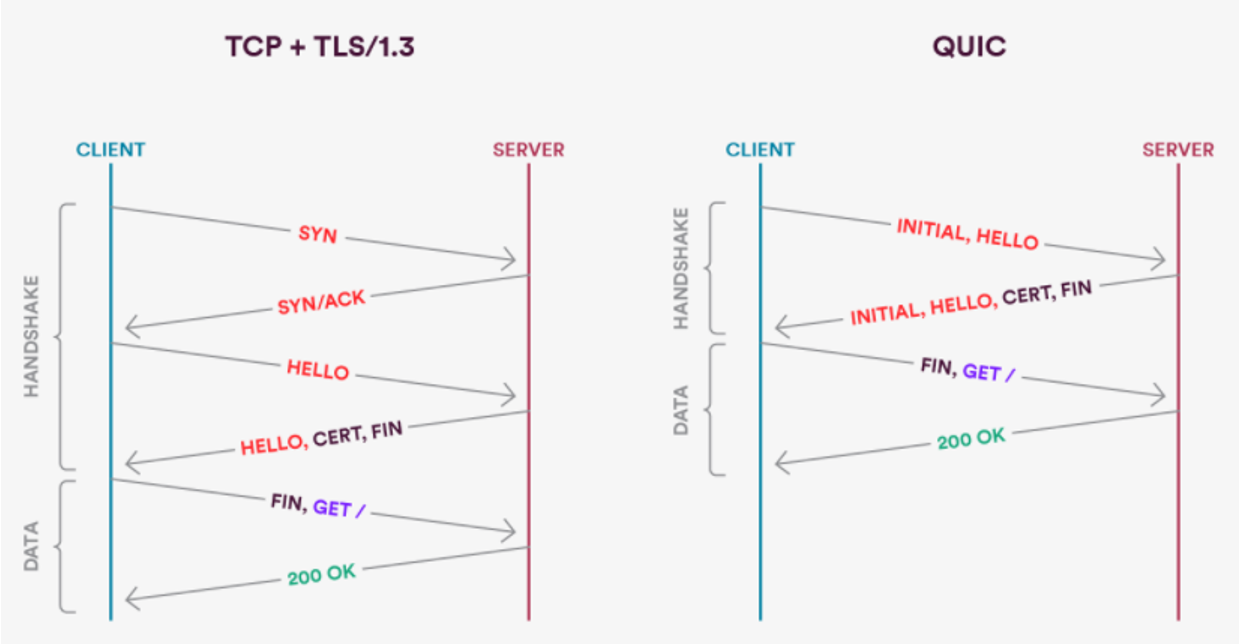 TCP + TLS/1.3
CLIENT
SERVER
HANDSHAKE
SYN
SYN/ACK
HELLO
HELLO, CERT, FIN
DATA
FIN, GET /
200 OK
QUIC
CLIENT
SERVER
HANDSHAKE
INITIAL, HELLO
INITIAL, HELLO, CERT, FIN
DATA
FIN, GET /
200 OK